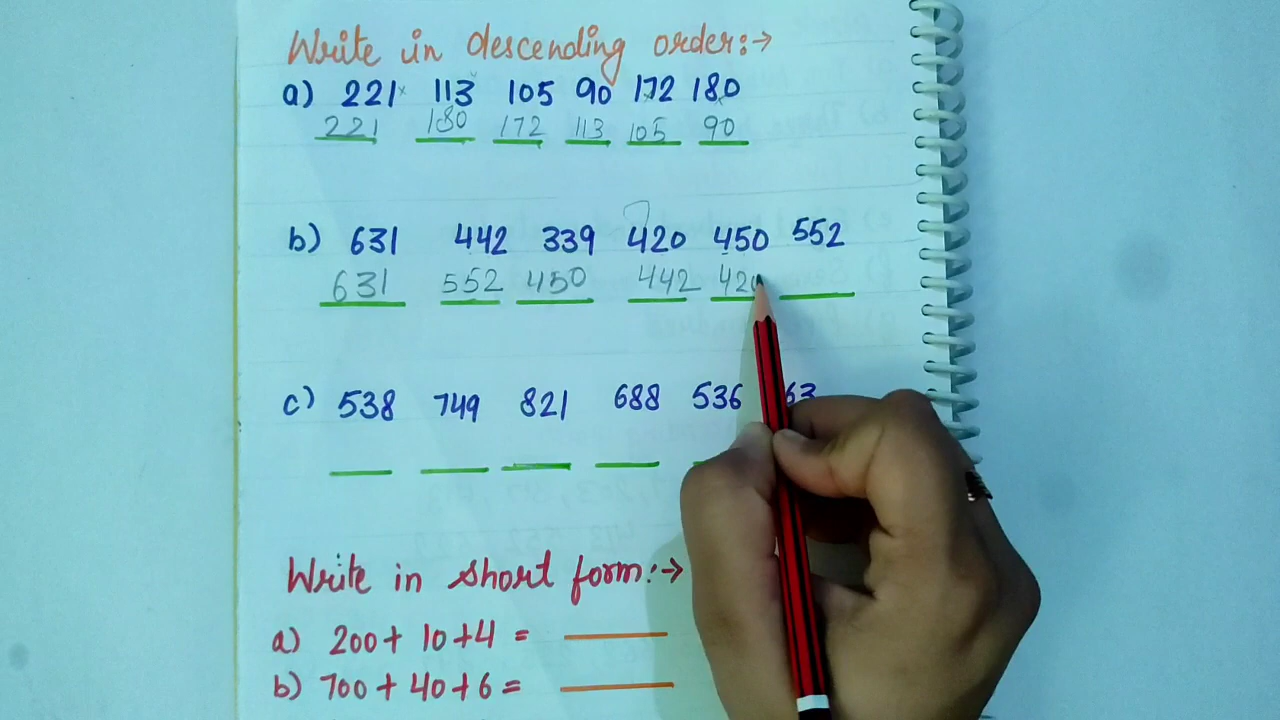 Write in descending order:→
a) 221 113 105 90 172 180
221 180 172 113 105 90
b) 631 442 339 420 450 552
631 552 450 442 420
c) 538 749 821 688 536 63
Write in short form:→
a) 200 + 10 + 4 =
b) 700 + 40 + 6 =